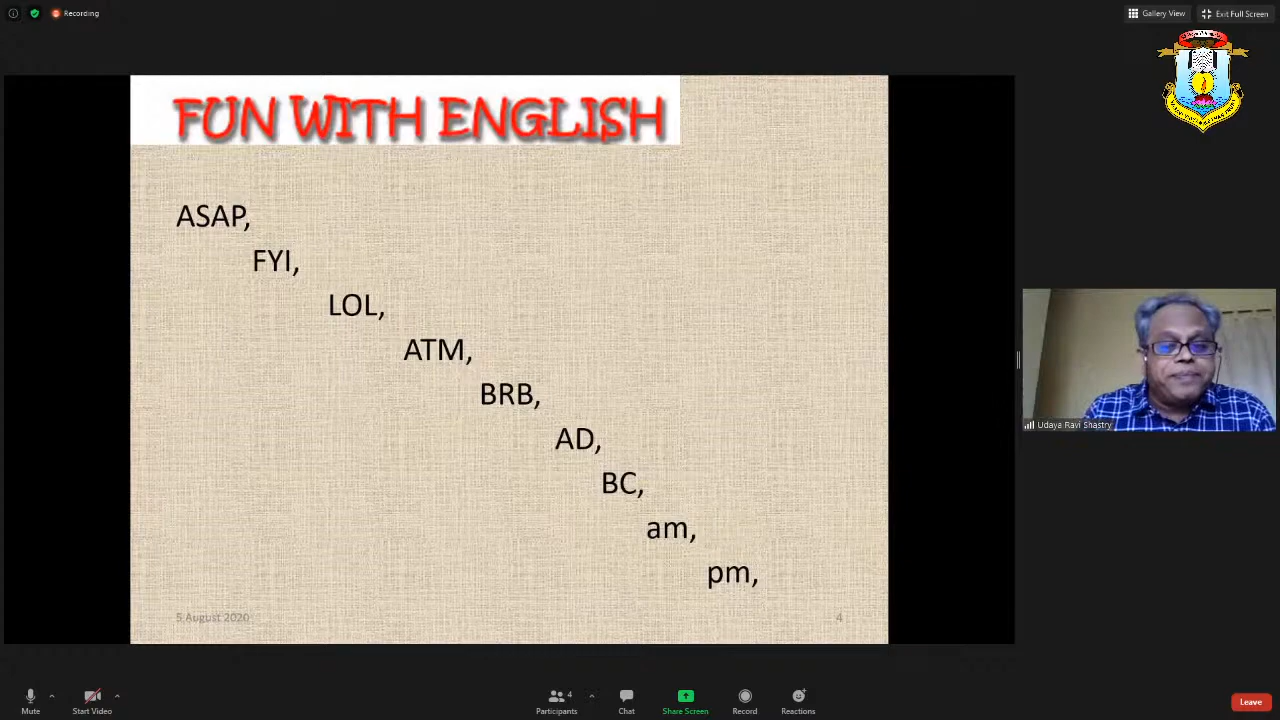 Recording
Gallery View
Exit Full Screen
FUN WITH ENGLISH
ASAP,
FYI,
LOL,
ATM,
BRB,
AD,
BC,
am,
pm,
5 August 2020
4
Udaya Ravi Shastry
Mute
Start Video
Participants
4
Chat
Share Screen
Record
Reactions
Leave